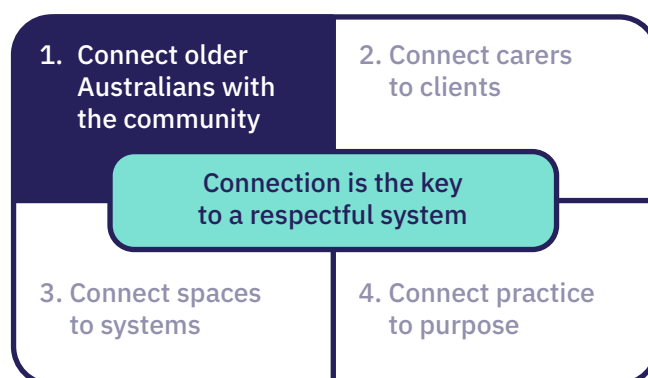 1. Connect older
Australians with
the community
2. Connect carers
to clients
Connection is the key
to a respectful system
3. Connect spaces
to systems
4. Connect practice
to purpose